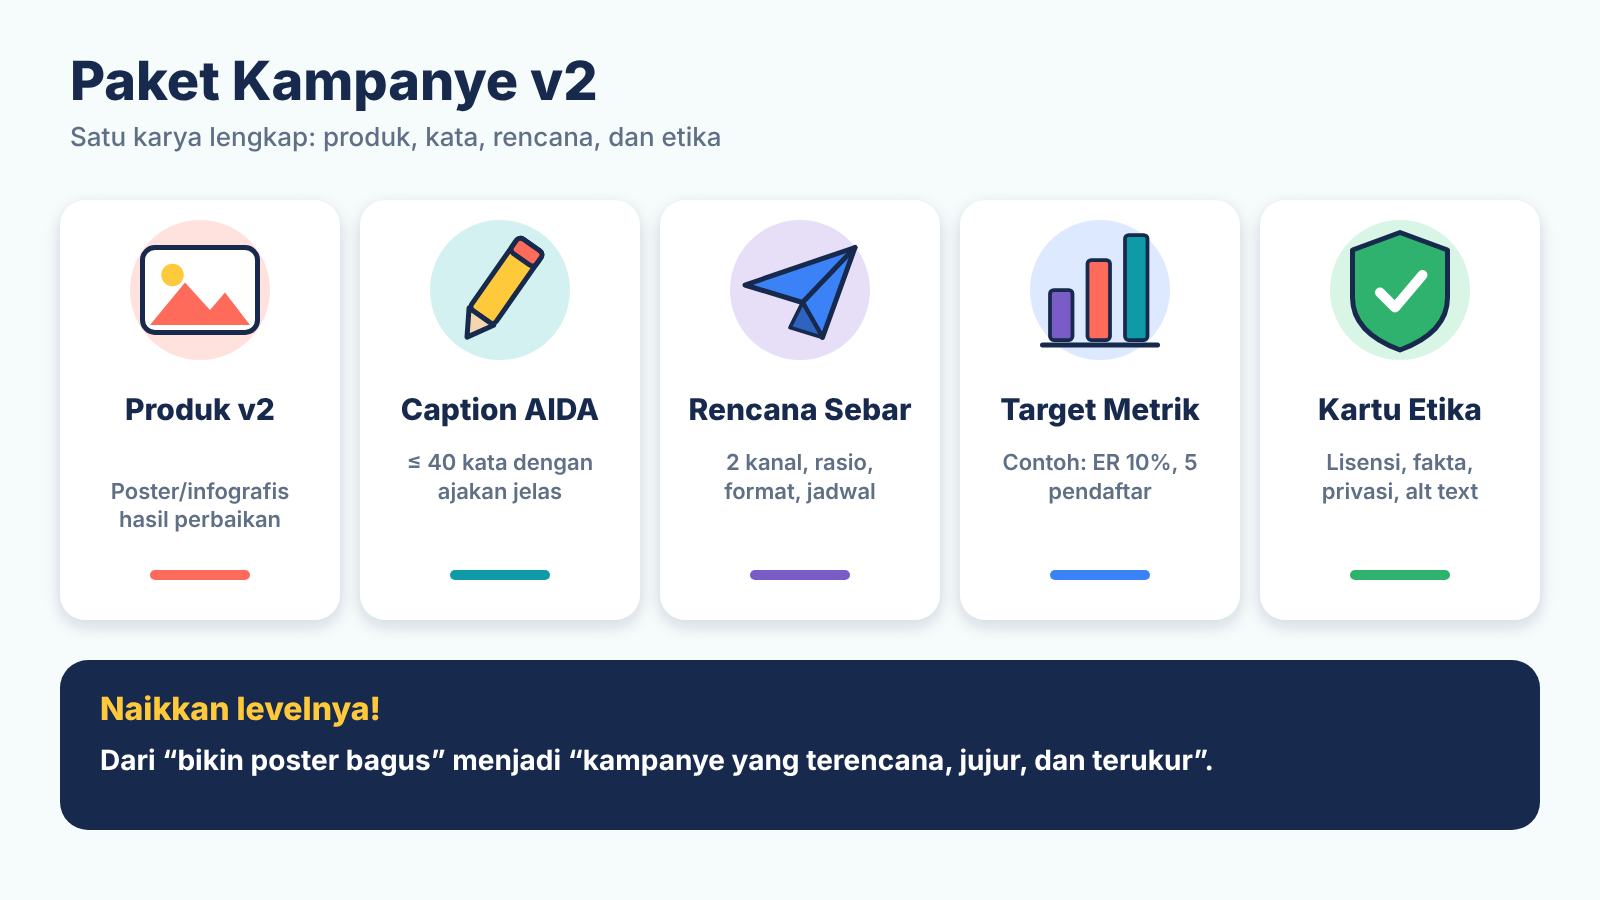 Paket Kampanye v2
Satu karya lengkap: produk, kata, rencana, dan etika
Produk v2
Poster/infografis
hasil perbaikan
Caption AIDA
≤ 40 kata dengan
ajakan jelas
Rencana Sebar
2 kanal, rasio,
format, jadwal
Target Metrik
Contoh: ER 10%, 5
pendaftar
Kartu Etika
Lisensi, fakta,
privasi, alt text
Naikkan levelnya!
Dari “bikin poster bagus” menjadi “kampanye yang terencana, jujur, dan terukur”.